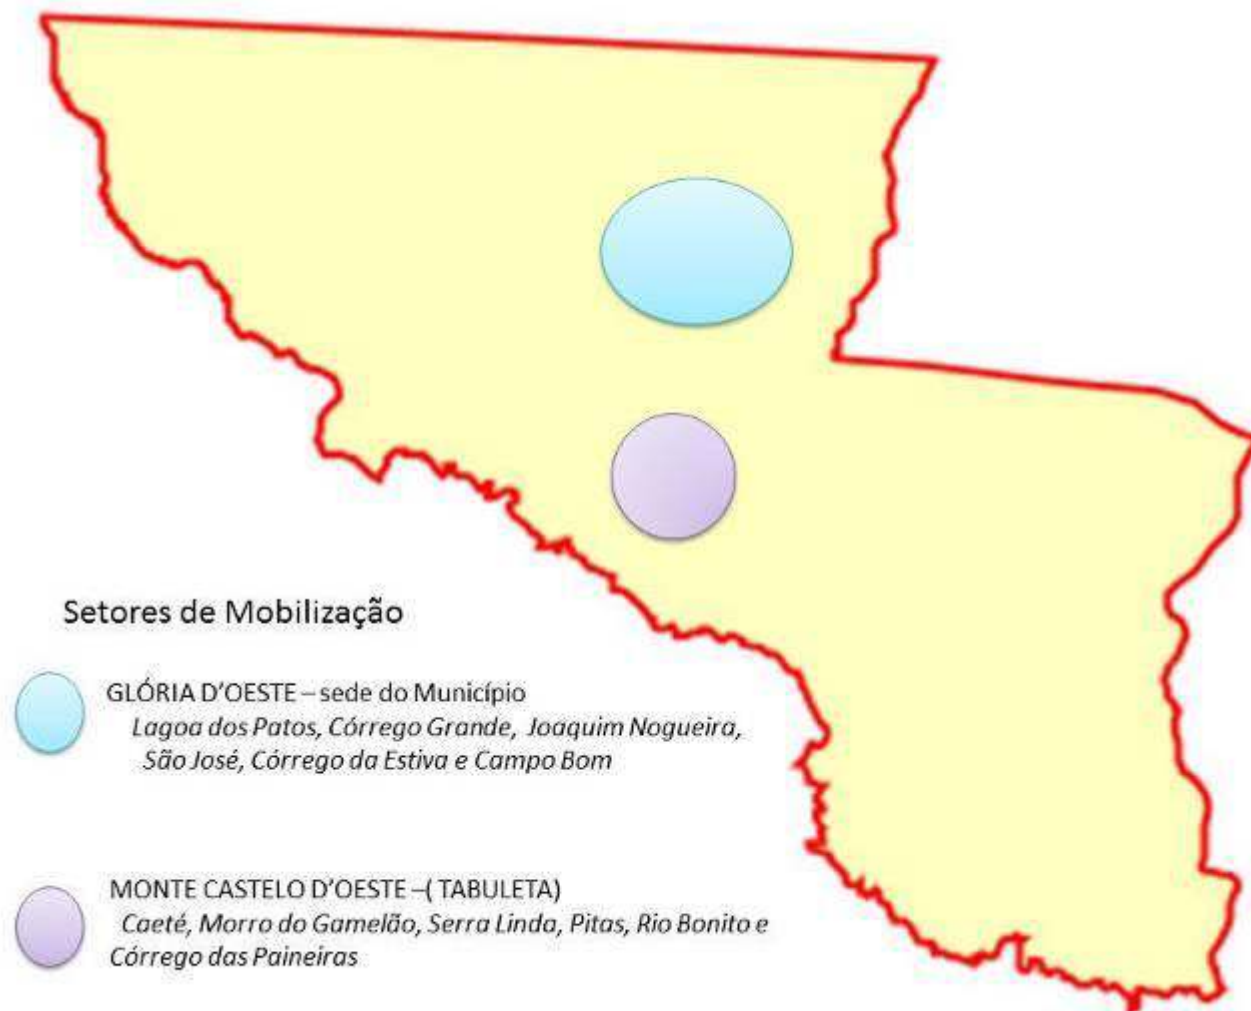 Setores de Mobilização
GLÓRIA D'OESTE – sede do Município
Lagoa dos Patos, Córrego Grande, Joaquim Nogueira,
São José, Córrego da Estiva e Campo Bom
MONTE CASTELO D'OESTE –( TABULETA)
Caeté, Morro do Gamelão, Serra Linda, Pitas, Rio Bonito e
Córrego das Paineiras